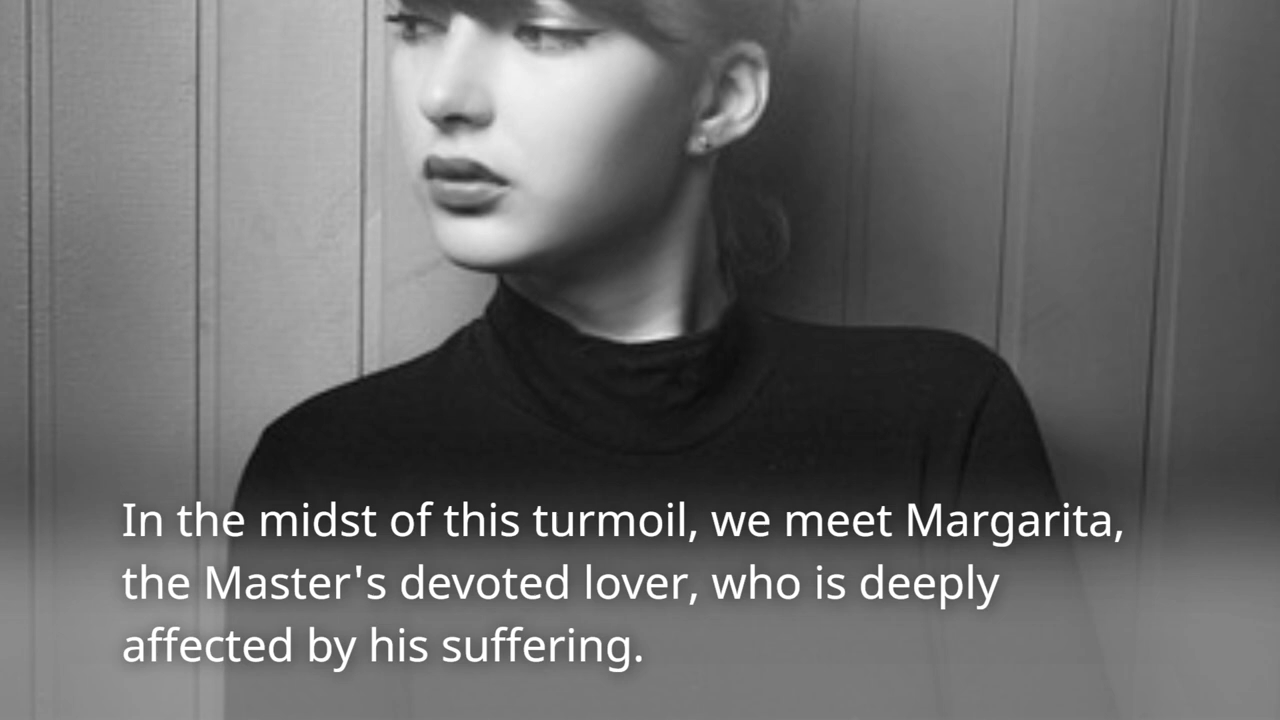 In the midst of this turmoil, we meet Margarita,
the Master's devoted lover, who is deeply
affected by his suffering.